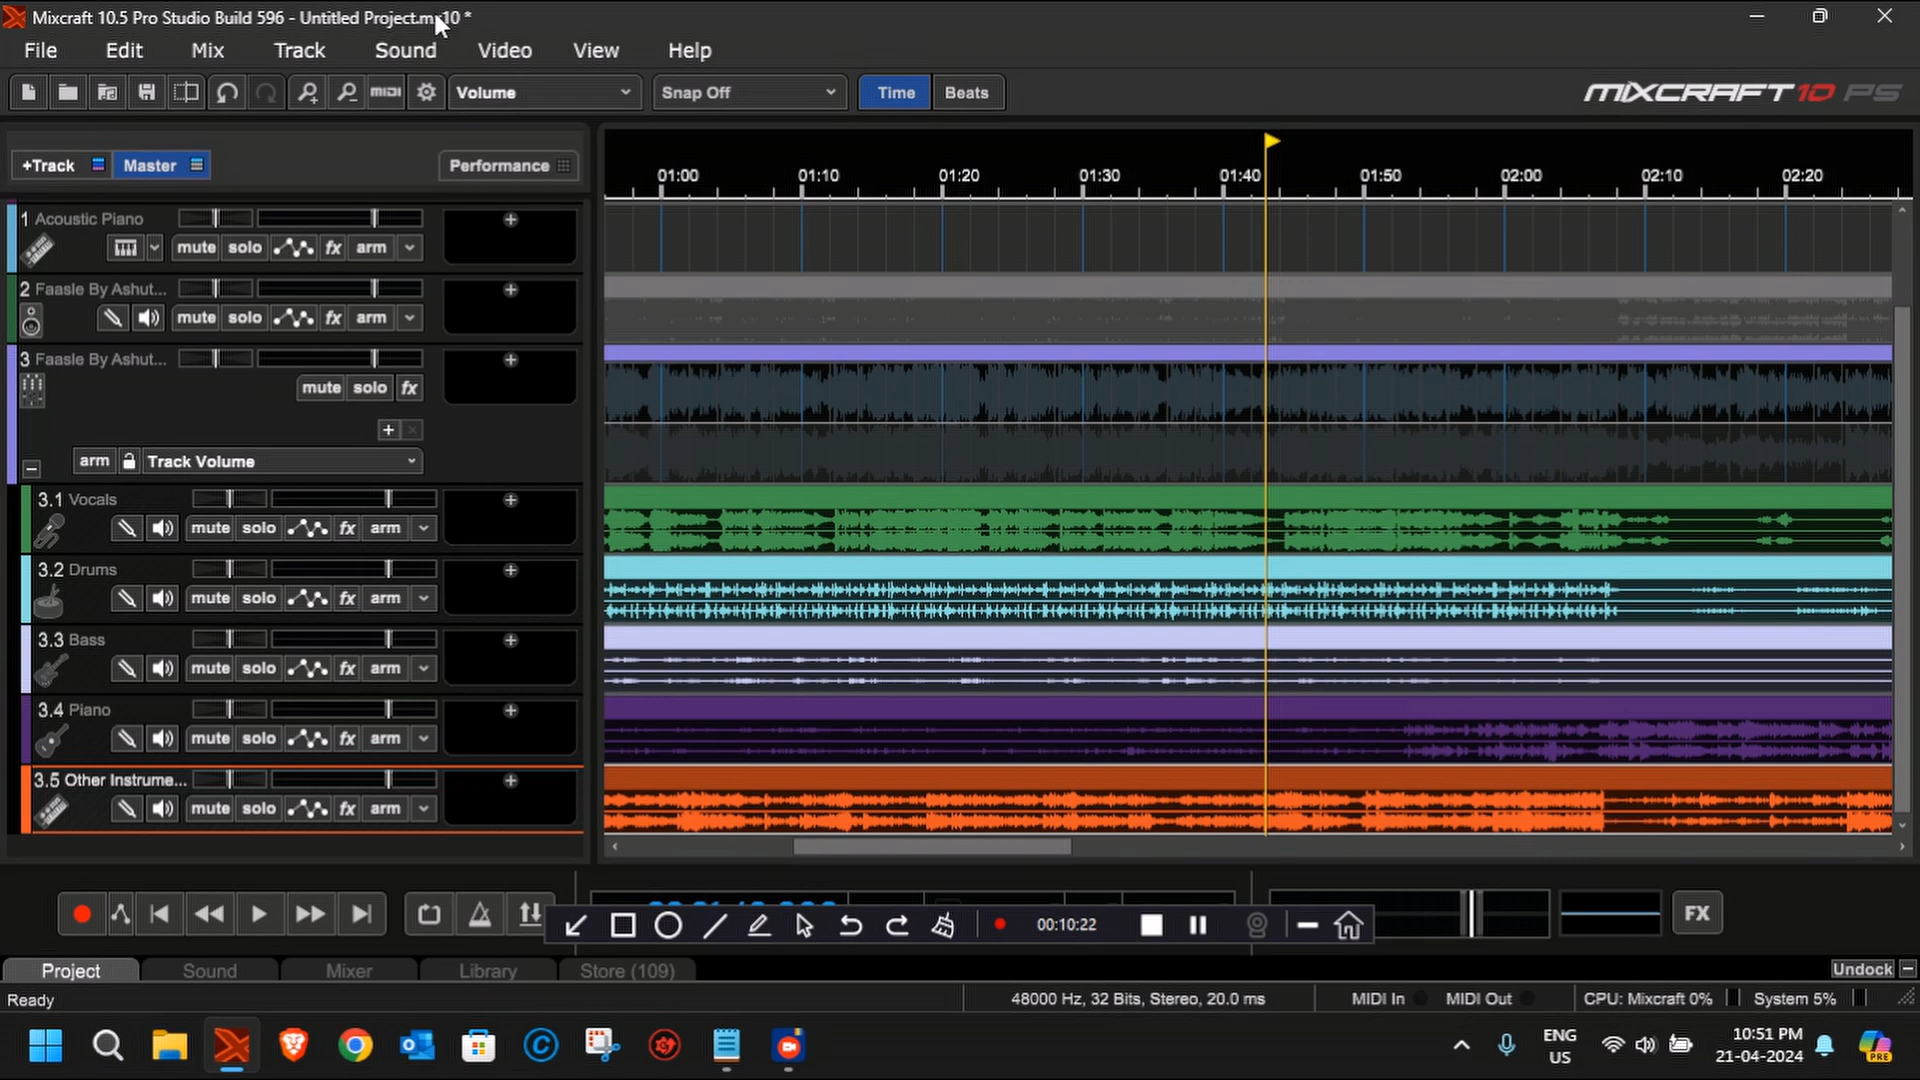 Mixcraft 10.5 Pro Studio Build 596 - Untitled Project.mx10 *
File Edit Mix Track Sound Video View Help
MIDI Volume Snap Off Time Beats MIXCRAFT 10 PS
+Track Master Performance
01:00 01:10 01:20 01:30 01:40 01:50 02:00 02:10 02:20
1 Acoustic Piano
mute solo fx arm
2 Faasle By Ashut...
mute solo fx arm
3 Faasle By Ashut...
mute solo fx
arm Track Volume
3.1 Vocals
mute solo fx arm
3.2 Drums
mute solo fx arm
3.3 Bass
mute solo fx arm
3.4 Piano
mute solo fx arm
3.5 Other Instrume...
mute solo fx arm
00:10:22 FX
Project Sound Mixer Library Store (109) Undock
Ready 48000 Hz, 32 Bits, Stereo, 20.0 ms MIDI In MIDI Out CPU: Mixcraft 0% System 5%
ENG 10:51 PM
US 21-04-2024
PRE